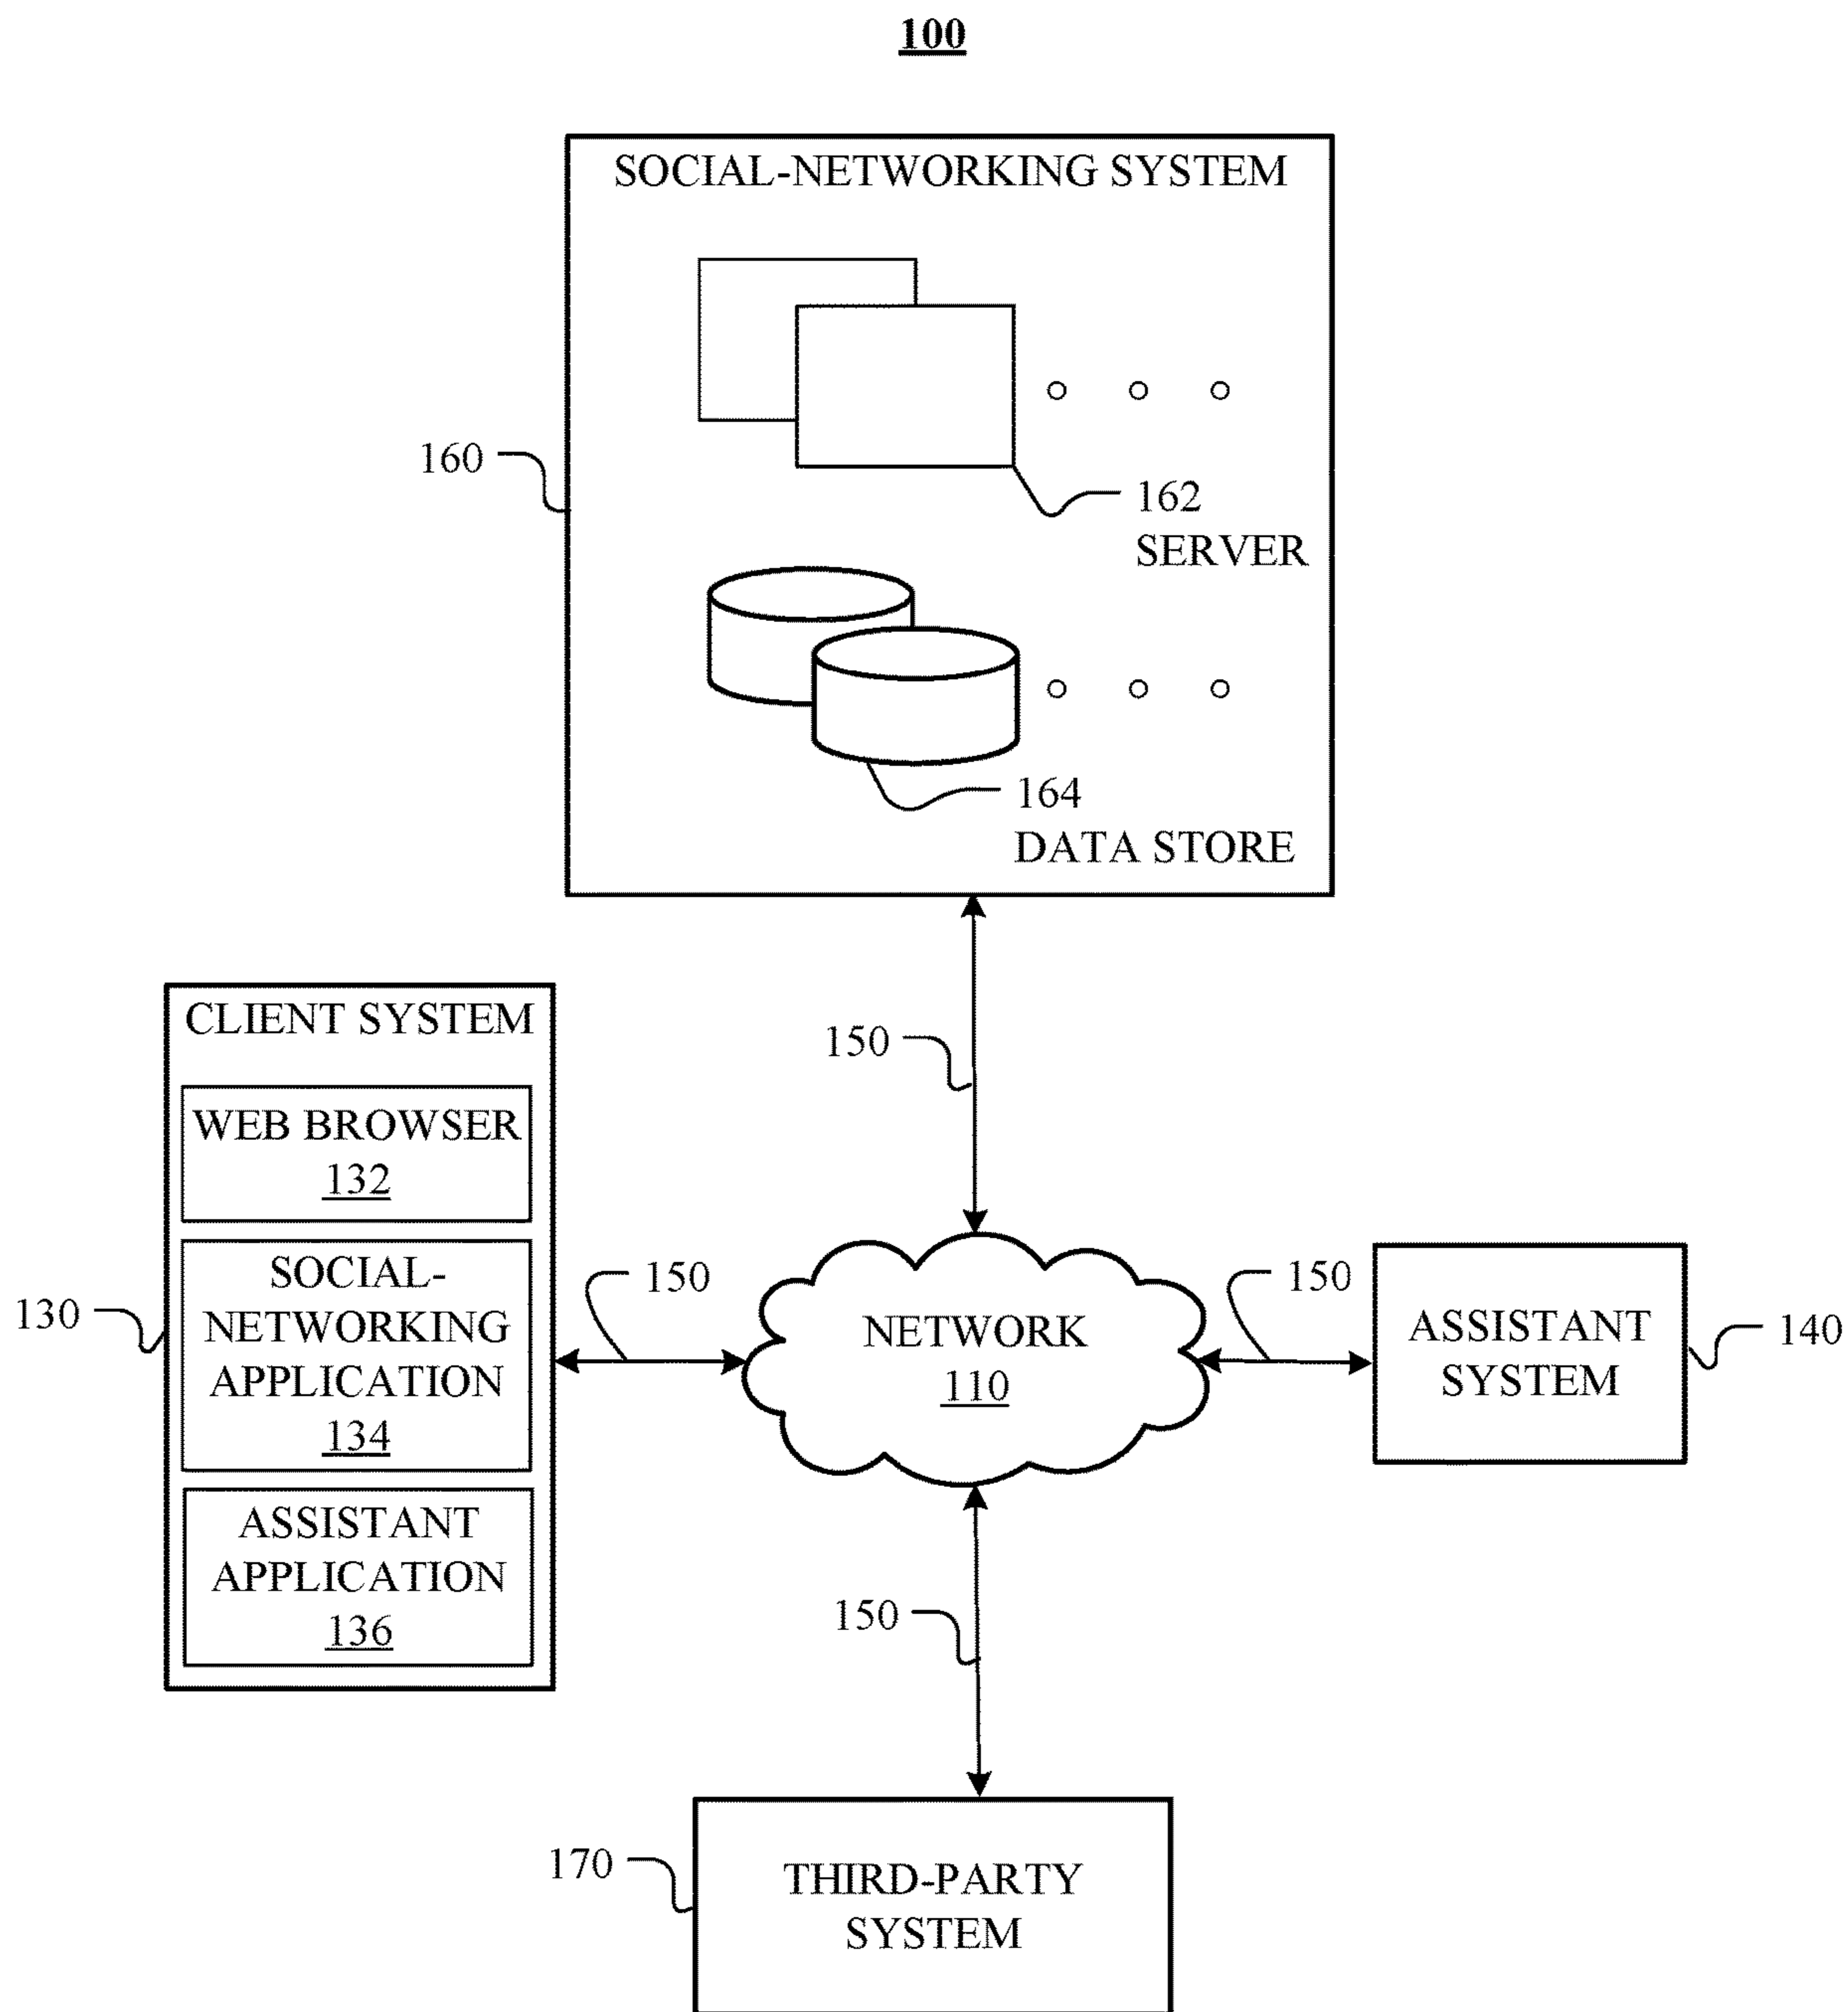 100
SOCIAL-NETWORKING SYSTEM
160
162
SERVER
164
DATA STORE
CLIENT SYSTEM
WEB BROWSER
132
SOCIAL-
NETWORKING
APPLICATION
134
ASSISTANT
APPLICATION
136
130
150
150
NETWORK
110
150
ASSISTANT
SYSTEM
140
150
170
THIRD-PARTY
SYSTEM